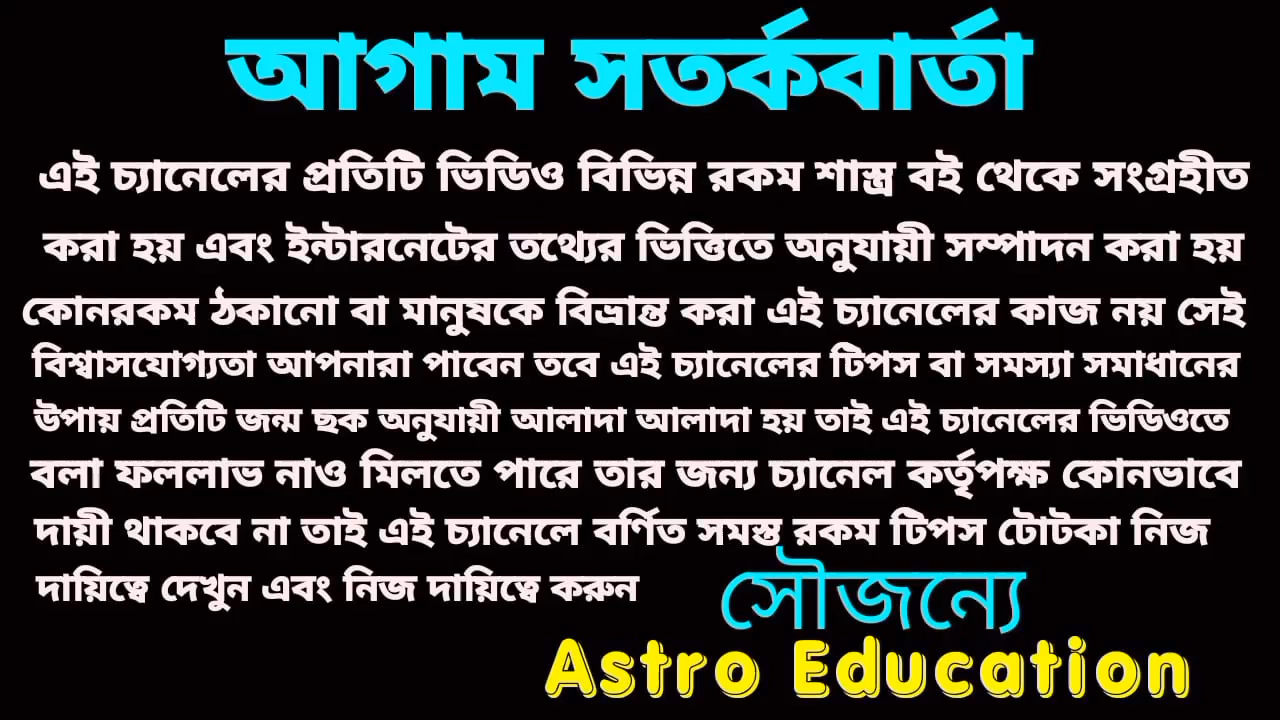 আগাম সতর্কবার্তা
এই চ্যানেলের প্রতিটি ভিডিও বিভিন্ন রকম শাস্ত্র বই থেকে সংগ্রহীত
করা হয় এবং ইন্টারনেটের তথ্যের ভিত্তিতে অনুযায়ী সম্পাদন করা হয়
কোনরকম ঠকানো বা মানুষকে বিভ্রান্ত করা এই চ্যানেলের কাজ নয় সেই
বিশ্বাসযোগ্যতা আপনারা পাবেন তবে এই চ্যানেলের টিপস বা সমস্যা সমাধানের
উপায় প্রতিটি জন্ম ছক অনুযায়ী আলাদা আলাদা হয় তাই এই চ্যানেলের ভিডিওতে
বলা ফললাভ নাও মিলতে পারে তার জন্য চ্যানেল কর্তৃপক্ষ কোনভাবে
দায়ী থাকবে না তাই এই চ্যানেলে বর্ণিত সমস্ত রকম টিপস টোটকা নিজ
দায়িত্বে দেখুন এবং নিজ দায়িত্বে করুন
সৌজন্যে
Astro Education